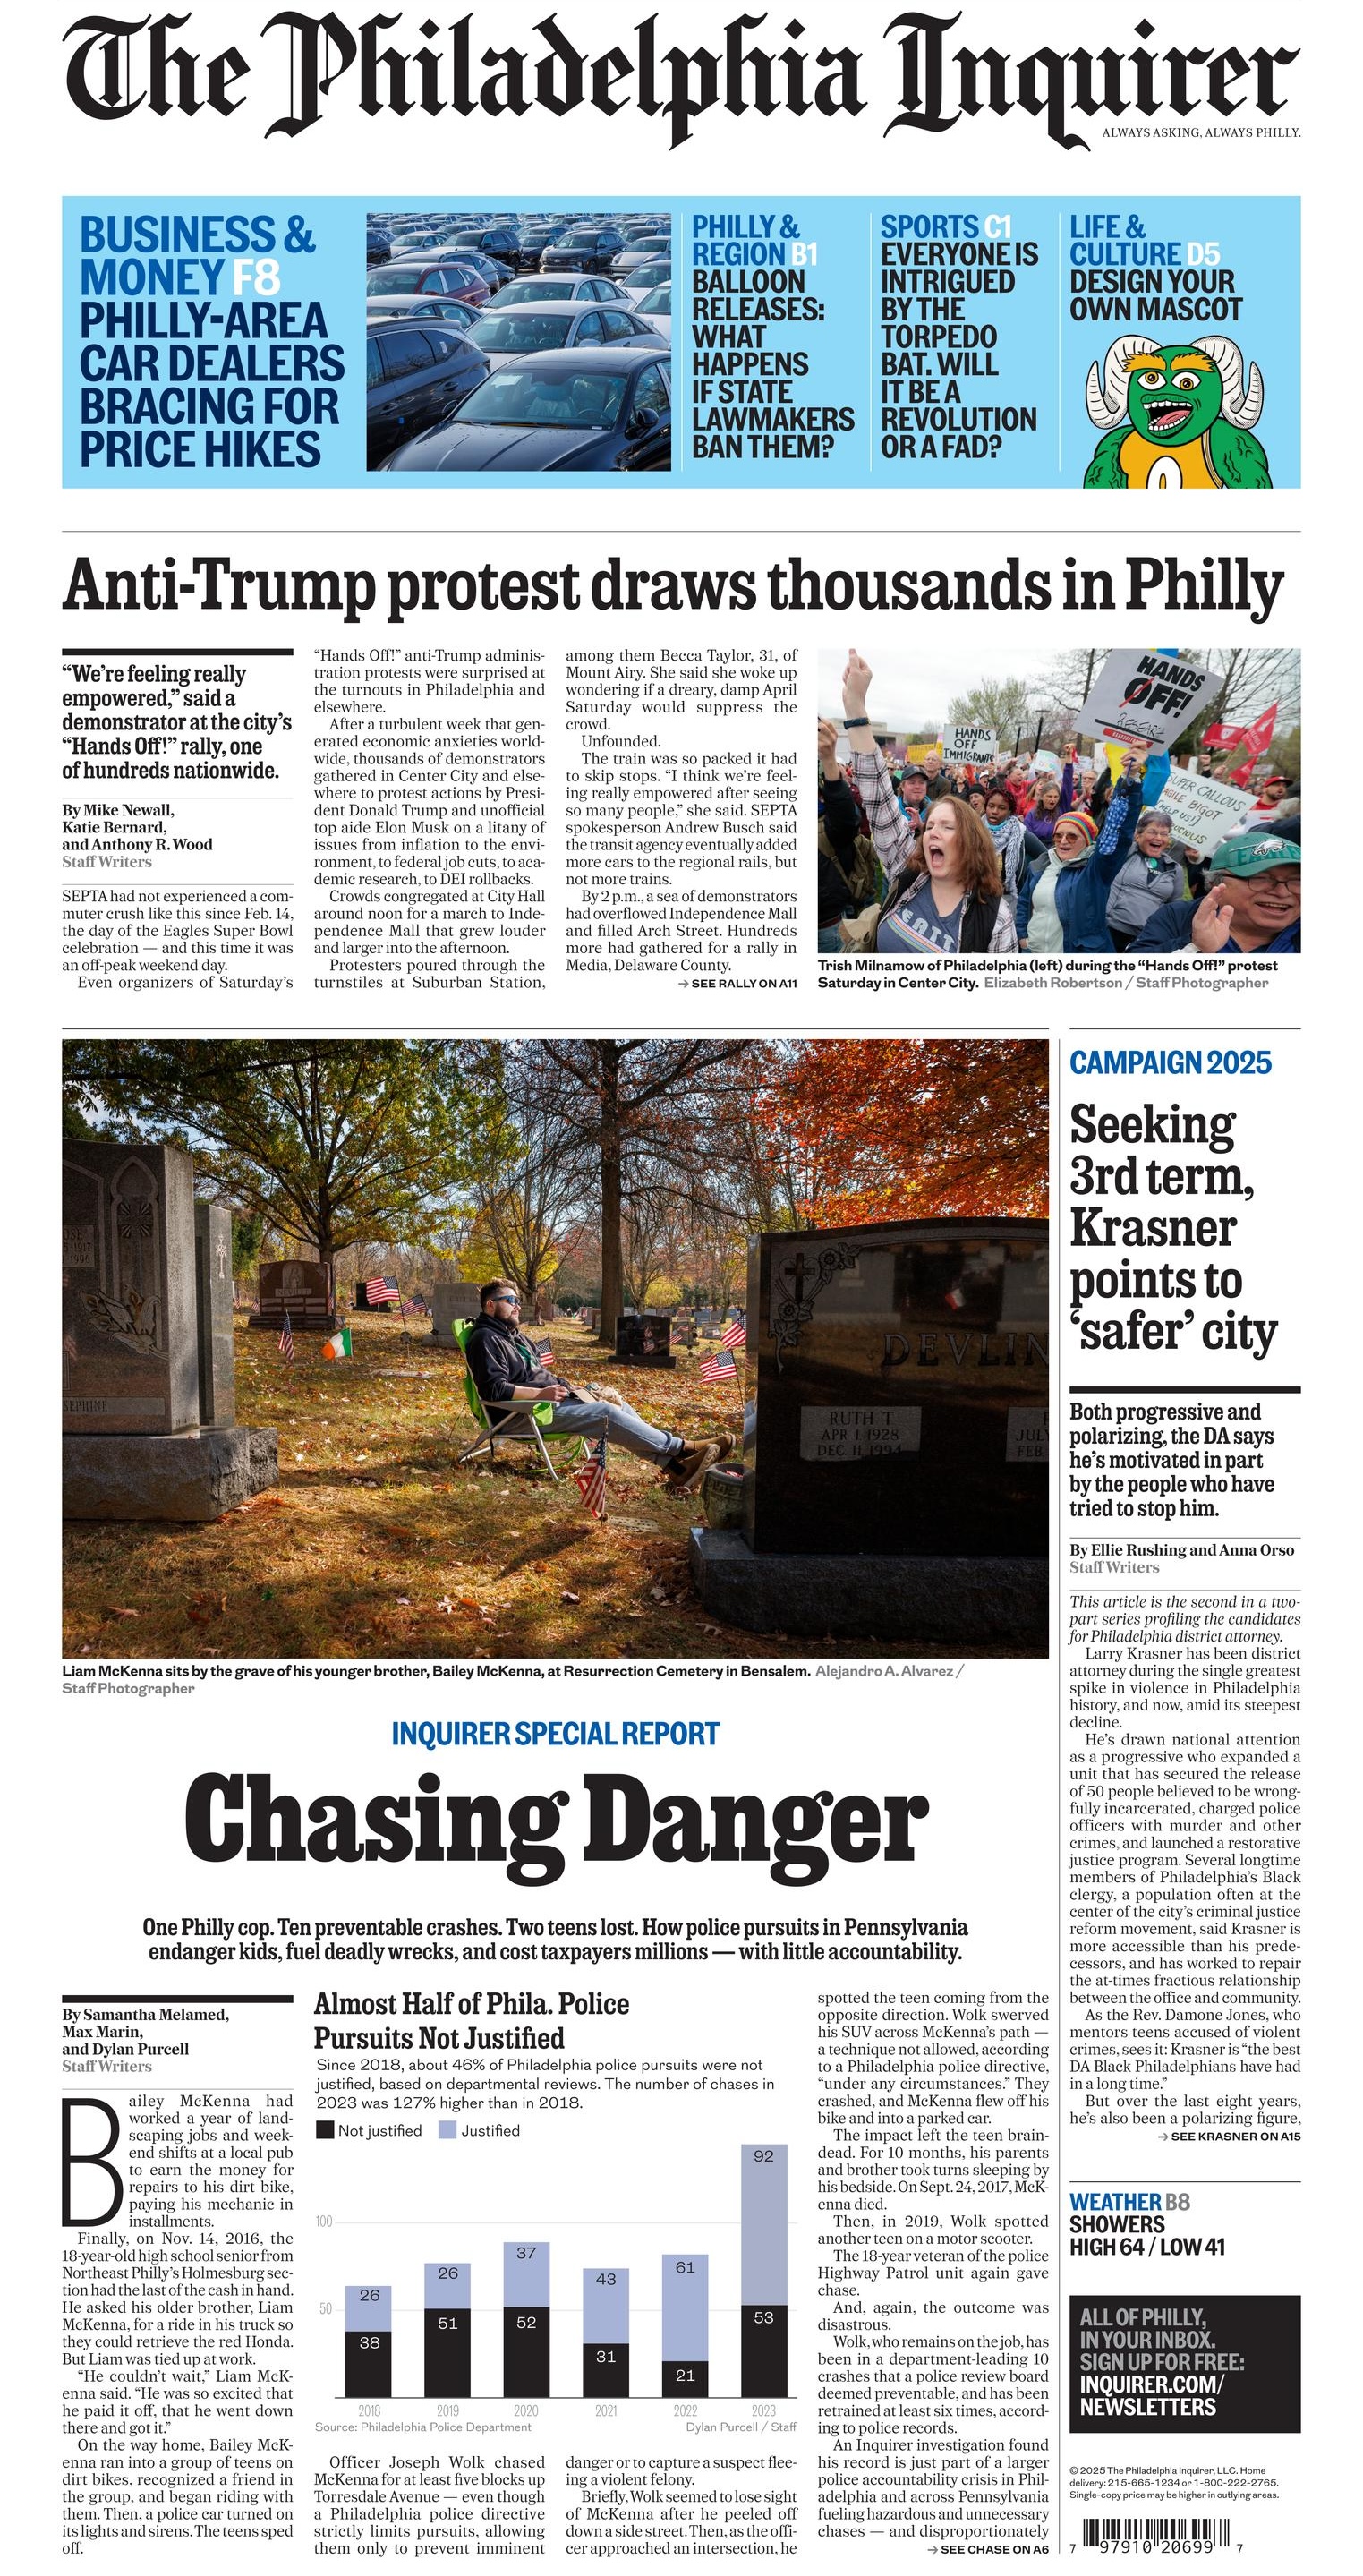 The Philadelphia Inquirer
ALWAYS ASKING, ALWAYS PHILLY.
BUSINESS &
MONEY F8
PHILLY-AREA
CAR DEALERS
BRACING FOR
PRICE HIKES
PHILLY &
REGION B1
BALLOON
RELEASES:
WHAT
HAPPENS
IF STATE
LAWMAKERS
BAN THEM?
SPORTS C1
EVERYONE IS
INTRIGUED
BY THE
TORPEDO
BAT. WILL
IT BE A
REVOLUTION
OR A FAD?
LIFE &
CULTURE D5
DESIGN YOUR
OWN MASCOT
Anti-Trump protest draws thousands in Philly
“We’re feeling really
empowered,” said a
demonstrator at the city’s
“Hands Off!” rally, one
of hundreds nationwide.
By Mike Newall,
Katie Bernard,
and Anthony R. Wood
Staff Writers
SEPTA had not experienced a com-
muter crush like this since Feb. 14,
the day of the Eagles Super Bowl
celebration — and this time it was
an off-peak weekend day.
Even organizers of Saturday’s
“Hands Off!” anti-Trump adminis-
tration protests were surprised at
the turnouts in Philadelphia and
elsewhere.
After a turbulent week that gen-
erated economic anxieties world-
wide, thousands of demonstrators
gathered in Center City and else-
where to protest actions by Presi-
dent Donald Trump and unofficial
top aide Elon Musk on a litany of
issues from inflation to the envi-
ronment, to federal job cuts, to aca-
demic research, to DEI rollbacks.
Crowds congregated at City Hall
around noon for a march to Inde-
pendence Mall that grew louder
and larger into the afternoon.
Protesters poured through the
turnstiles at Suburban Station,
among them Becca Taylor, 31, of
Mount Airy. She said she woke up
wondering if a dreary, damp April
Saturday would suppress the
crowd.
Unfounded.
The train was so packed it had
to skip stops. “I think we’re feel-
ing really empowered after seeing
so many people,” she said. SEPTA
spokesperson Andrew Busch said
the transit agency eventually added
more cars to the regional rails, but
not more trains.
By 2 p.m., a sea of demonstrators
had overflowed Independence Mall
and filled Arch Street. Hundreds
more had gathered for a rally in
Media, Delaware County.
→ SEE RALLY ON A11
HANDS
OFF!
RESEARCH
HANDS
OFF
IMMIGRANTS
SUPER CALLOUS
BIGOT
Trish Milnamow of Philadelphia (left) during the “Hands Off!” protest
Saturday in Center City. Elizabeth Robertson / Staff Photographer
DEVLIN
RUTH T.
APR 1 1928
DEC 11 1994
JULY
FEB
Liam McKenna sits by the grave of his younger brother, Bailey McKenna, at Resurrection Cemetery in Bensalem. Alejandro A. Alvarez /
Staff Photographer
INQUIRER SPECIAL REPORT
Chasing Danger
One Philly cop. Ten preventable crashes. Two teens lost. How police pursuits in Pennsylvania
endanger kids, fuel deadly wrecks, and cost taxpayers millions — with little accountability.
By Samantha Melamed,
Max Marin,
and Dylan Purcell
Staff Writers
Bailey McKenna had
worked a year of land-
scaping jobs and week-
end shifts at a local pub
to earn the money for
repairs to his dirt bike,
paying his mechanic in
installments.
Finally, on Nov. 14, 2016, the
18-year-old high school senior from
Northeast Philly’s Holmesburg sec-
tion had the last of the cash in hand.
He asked his older brother, Liam
McKenna, for a ride in his truck so
they could retrieve the red Honda.
But Liam was tied up at work.
“He couldn’t wait,” Liam McK-
enna said. “He was so excited that
he paid it off, that he went down
there and got it.”
On the way home, Bailey McK-
enna ran into a group of teens on
dirt bikes, recognized a friend in
the group, and began riding with
them. Then, a police car turned on
its lights and sirens. The teens sped
off.
Almost Half of Phila. Police
Pursuits Not Justified
Since 2018, about 46% of Philadelphia police pursuits were not
justified, based on departmental reviews. The number of chases in
2023 was 127% higher than in 2018.
Not justified Justified
100
50
26
38
26
51
37
52
43
31
61
21
92
53
2018 2019 2020 2021 2022 2023
Source: Philadelphia Police Department Dylan Purcell / Staff
Officer Joseph Wolk chased
McKenna for at least five blocks up
Torresdale Avenue — even though
a Philadelphia police directive
strictly limits pursuits, allowing
them only to prevent imminent
danger or to capture a suspect flee-
ing a violent felony.
Briefly, Wolk seemed to lose sight
of McKenna after he peeled off
down a side street. Then, as the offi-
cer approached an intersection, he
spotted the teen coming from the
opposite direction. Wolk swerved
his SUV across McKenna’s path —
a technique not allowed, according
to a Philadelphia police directive,
“under any circumstances.” They
crashed, and McKenna flew off his
bike and into a parked car.
The impact left the teen brain-
dead. For 10 months, his parents
and brother took turns sleeping by
his bedside. On Sept. 24, 2017, McK-
enna died.
Then, in 2019, Wolk spotted
another teen on a motor scooter.
The 18-year veteran of the police
Highway Patrol unit again gave
chase.
And, again, the outcome was
disastrous.
Wolk, who remains on the job, has
been in a department-leading 10
crashes that a police review board
deemed preventable, and has been
retrained at least six times, accord-
ing to police records.
An Inquirer investigation found
his record is just part of a larger
police accountability crisis in Phil-
adelphia and across Pennsylvania
fueling hazardous and unnecessary
chases — and disproportionately
→ SEE CHASE ON A6
CAMPAIGN 2025
Seeking
3rd term,
Krasner
points to
‘safer’ city
Both progressive and
polarizing, the DA says
he’s motivated in part
by the people who have
tried to stop him.
By Ellie Rushing and Anna Orso
Staff Writers
This article is the second in a two-
part series profiling the candidates
for Philadelphia district attorney.
Larry Krasner has been district
attorney during the single greatest
spike in violence in Philadelphia
history, and now, amid its steepest
decline.
He’s drawn national attention
as a progressive who expanded a
unit that has secured the release
of 50 people believed to be wrong-
fully incarcerated, charged police
officers with murder and other
crimes, and launched a restorative
justice program. Several longtime
members of Philadelphia’s Black
clergy, a population often at the
center of the city’s criminal justice
reform movement, said Krasner is
more accessible than his prede-
cessors, and has worked to repair
the at-times fractious relationship
between the office and community.
As the Rev. Damone Jones, who
mentors teens accused of violent
crimes, sees it: Krasner is “the best
DA Black Philadelphians have had
in a long time.”
But over the last eight years,
he’s also been a polarizing figure,
→ SEE KRASNER ON A15
WEATHER B8
SHOWERS
HIGH 64 / LOW 41
ALL OF PHILLY,
IN YOUR INBOX.
SIGN UP FOR FREE:
INQUIRER.COM/
NEWSLETTERS
© 2025 The Philadelphia Inquirer, LLC. Home
delivery: 215-665-1234 or 1-800-222-2765.
Single-copy price may be higher in outlying areas.
7 97910 20699 7